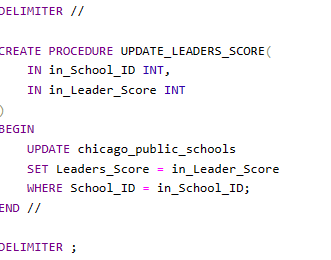 DELIMITER //
CREATE PROCEDURE UPDATE_LEADERS_SCORE(
IN in_School_ID INT,
IN in_Leader_Score INT
)
BEGIN
UPDATE chicago_public_schools
SET Leaders_Score = in_Leader_Score
WHERE School_ID = in_School_ID;
END //
DELIMITER ;